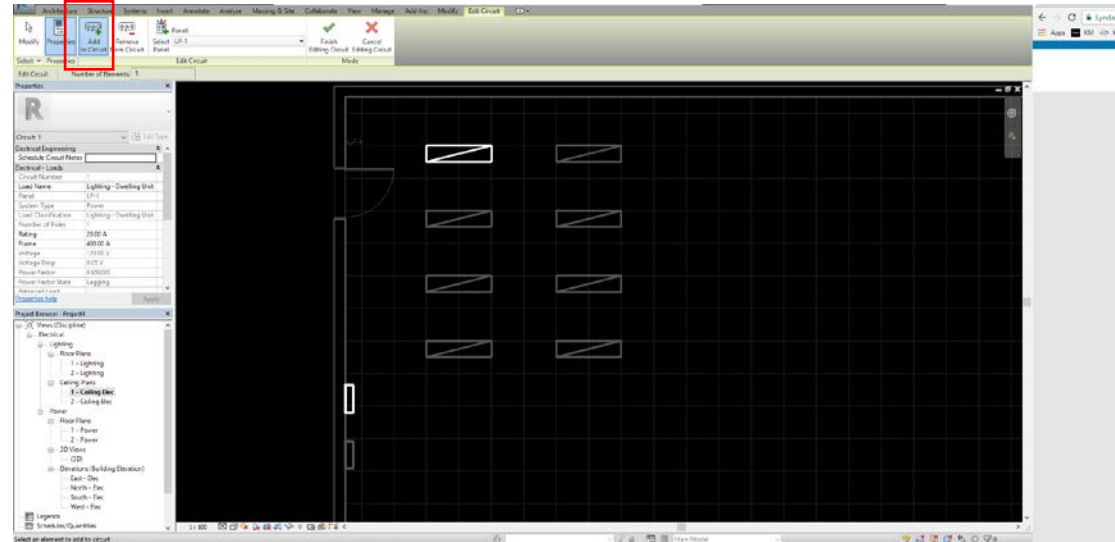 Architecture Structure Systems Insert Annotate Analyze Massing & Site Collaborate View Manage Add-Ins Modify Edit Circuit
Modify Properties Add to Circuit Remove from Circuit Select Panel
Panel
LP-1
Finish Editing Circuit Cancel Editing Circuit
Select Properties Edit Circuit Mode
Edit Circuit Number of Elements: 1
Properties
R
Circuit 1 Edit Type
Electrical Engineering
Schedule Circuit Notes
Electrical - Loads
Circuit Number 1
Load Name Lighting - Dwelling Unit
Panel LP-1
System Type Power
Load Classification Lighting - Dwelling Unit
Number of Poles 1
Rating 20.00 A
Frame 400.00 A
Voltage 120.00 V
Voltage Drop
Power Factor
Power Factor State Lagging
Balanced Load
Properties help Apply
Project Browser - Project4
Views (Discipline)
Electrical
Lighting
Floor Plans
1 - Lighting
2 - Lighting
Ceiling Plans
1 - Ceiling Elec
2 - Ceiling Elec
Power
Floor Plans
1 - Power
2 - Power
3D Views
{3D}
Elevations (Building Elevation)
East - Elec
North - Elec
South - Elec
West - Elec
Legends
Schedules/Quantities
1 : 100
Select an element to add to circuit
Main Model
Lynda
Apps KM